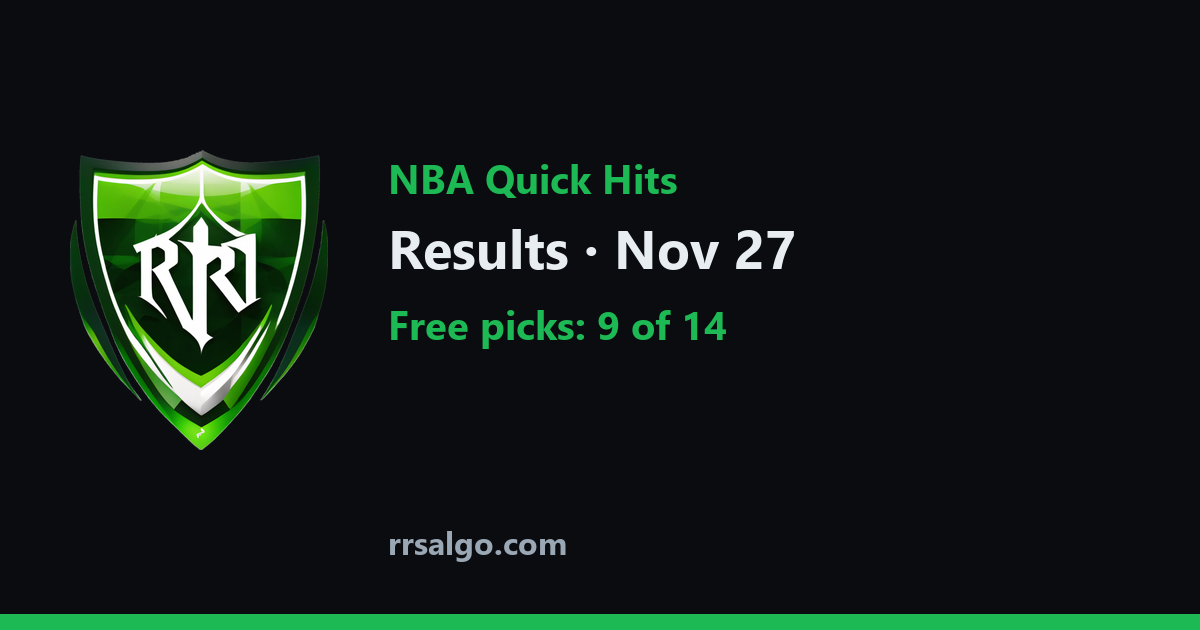 NBA Quick Hits
Results · Nov 27
Free picks: 9 of 14
rrsalgo.com